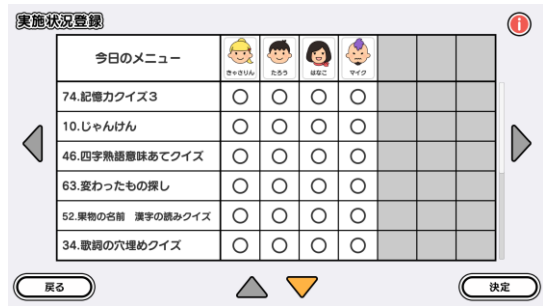 実施状況登録
今日のメニュー
きゃさりん たろう はなこ マイク
74.記憶力クイズ3 ○ ○ ○ ○
10.じゃんけん ○ ○ ○ ○
46.四字熟語意味あてクイズ ○ ○ ○ ○
63.変わったもの探し ○ ○ ○ ○
52.果物の名前　漢字の読みクイズ ○ ○ ○ ○
34.歌詞の穴埋めクイズ ○ ○ ○ ○
戻る
決定